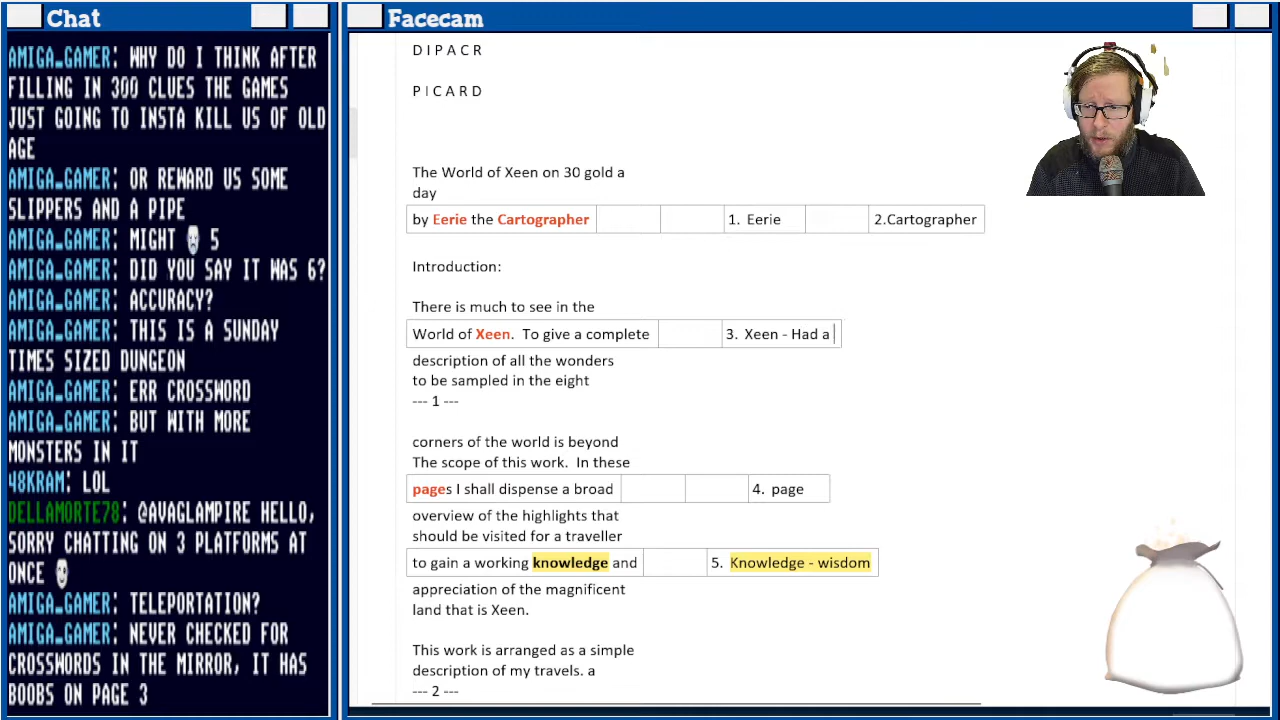 Chat
AMIGA_GAMER: WHY DO I THINK AFTER
FILLING IN 300 CLUES THE GAMES
JUST GOING TO INSTA KILL US OF OLD
AGE
AMIGA_GAMER: OR REWARD US SOME
SLIPPERS AND A PIPE
AMIGA_GAMER: MIGHT 5
AMIGA_GAMER: DID YOU SAY IT WAS 6?
AMIGA_GAMER: ACCURACY?
AMIGA_GAMER: THIS IS A SUNDAY
TIMES SIZED DUNGEON
AMIGA_GAMER: ERR CROSSWORD
AMIGA_GAMER: BUT WITH MORE
MONSTERS IN IT
48KRAM: LOL
DELLAMORTE78: @AVAGLAMPIRE HELLO,
SORRY CHATTING ON 3 PLATFORMS AT
ONCE
AMIGA_GAMER: TELEPORTATION?
AMIGA_GAMER: NEVER CHECKED FOR
CROSSWORDS IN THE MIRROR, IT HAS
BOOBS ON PAGE 3
Facecam
D I P A C R
P I C A R D
The World of Xeen on 30 gold a
day
by Eerie the Cartographer 1. Eerie 2.Cartographer
Introduction:
There is much to see in the
World of Xeen. To give a complete 3. Xeen - Had a
description of all the wonders
to be sampled in the eight
--- 1 ---
corners of the world is beyond
The scope of this work. In these
pages I shall dispense a broad 4. page
overview of the highlights that
should be visited for a traveller
to gain a working knowledge and 5. Knowledge - wisdom
appreciation of the magnificent
land that is Xeen.
This work is arranged as a simple
description of my travels. a
--- 2 ---